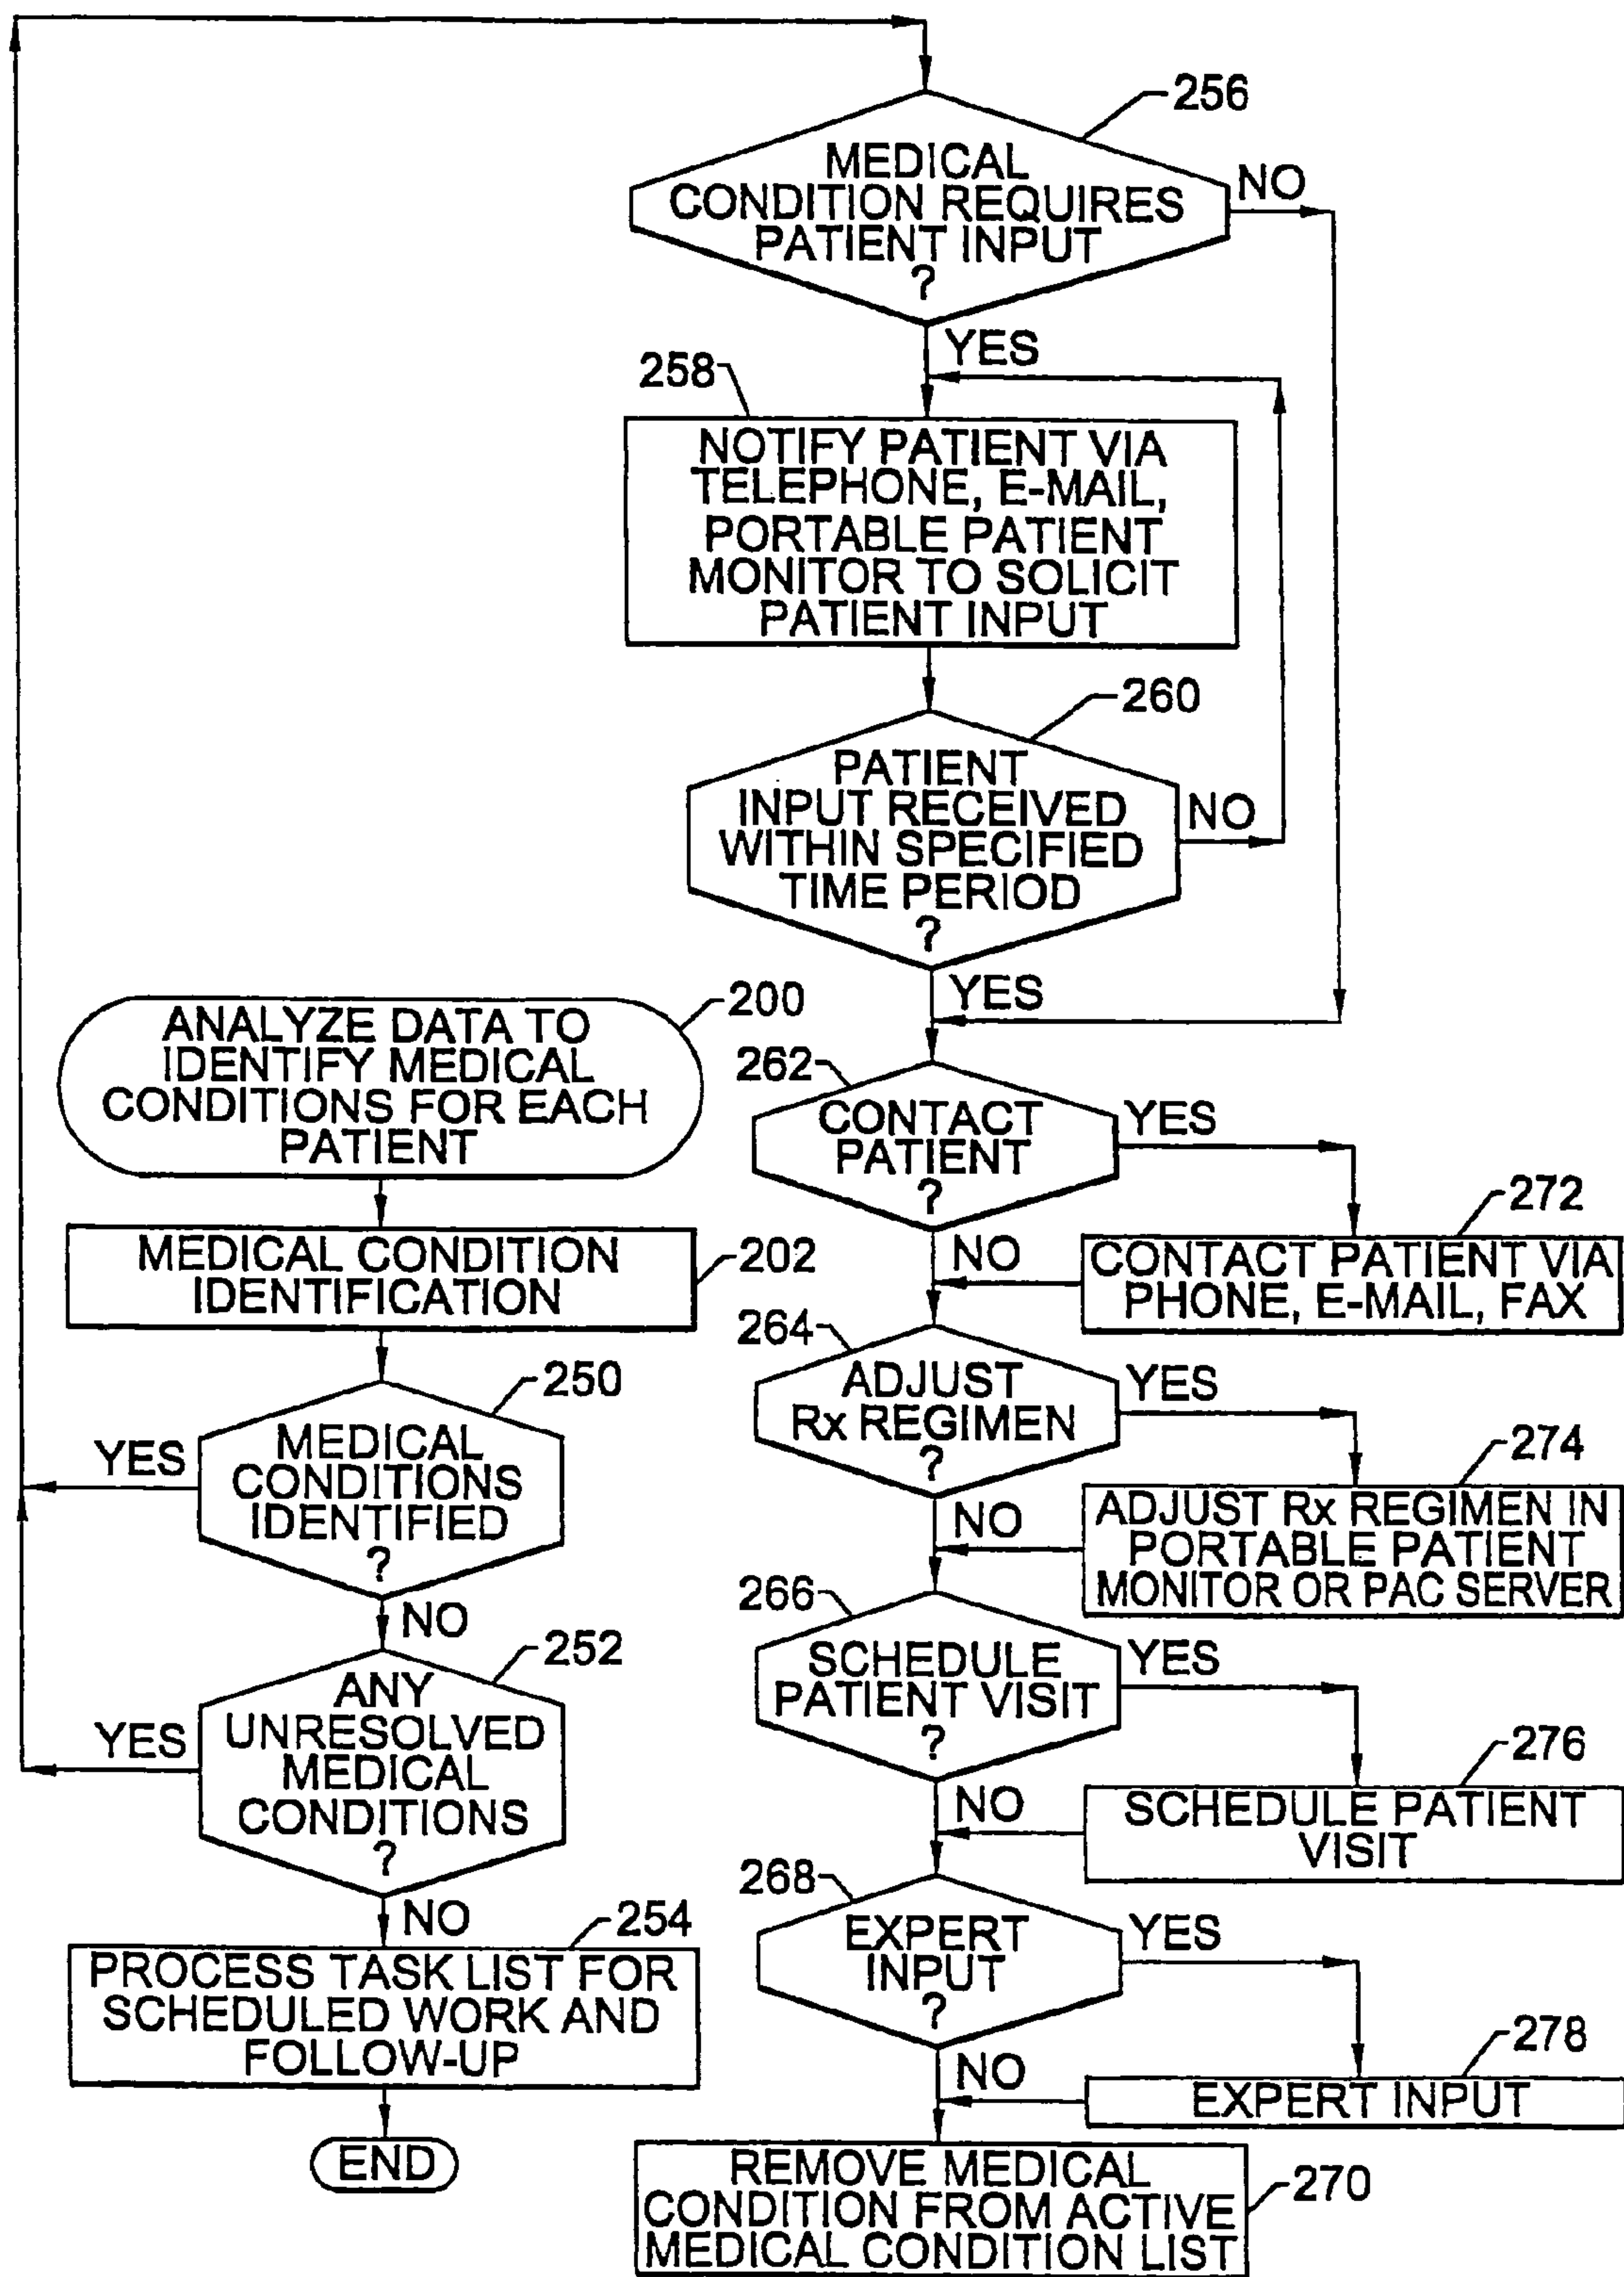 256
MEDICAL
CONDITION REQUIRES
PATIENT INPUT
?
NO
YES
258
NOTIFY PATIENT VIA
TELEPHONE, E-MAIL,
PORTABLE PATIENT
MONITOR TO SOLICIT
PATIENT INPUT
260
PATIENT
INPUT RECEIVED
WITHIN SPECIFIED
TIME PERIOD
?
NO
YES
200
ANALYZE DATA TO
IDENTIFY MEDICAL
CONDITIONS FOR EACH
PATIENT
202
MEDICAL CONDITION
IDENTIFICATION
250
MEDICAL
CONDITIONS
IDENTIFIED
?
YES
NO
252
ANY
UNRESOLVED
MEDICAL
CONDITIONS
?
YES
NO
254
PROCESS TASK LIST FOR
SCHEDULED WORK AND
FOLLOW-UP
END
262
CONTACT
PATIENT
?
YES
NO
272
CONTACT PATIENT VIA
PHONE, E-MAIL, FAX
264
ADJUST
Rx REGIMEN
?
YES
NO
274
ADJUST Rx REGIMEN IN
PORTABLE PATIENT
MONITOR OR PAC SERVER
266
SCHEDULE
PATIENT VISIT
?
YES
NO
276
SCHEDULE PATIENT
VISIT
268
EXPERT
INPUT
?
YES
NO
278
EXPERT INPUT
REMOVE MEDICAL
CONDITION FROM ACTIVE
MEDICAL CONDITION LIST
270